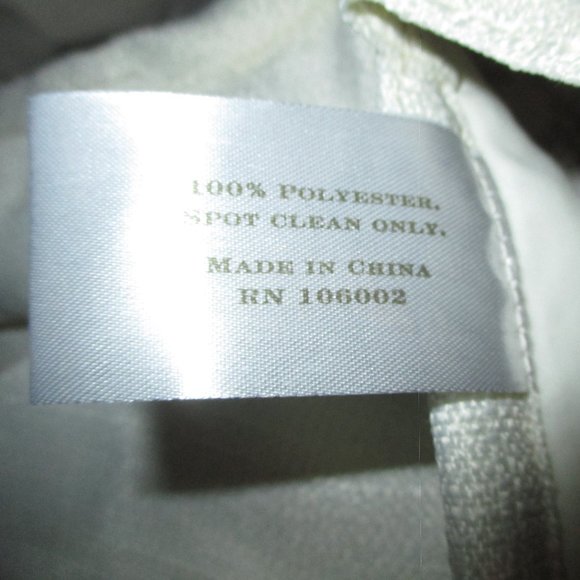 100% Polyester.
Spot clean only.
Made in China
RN 106002